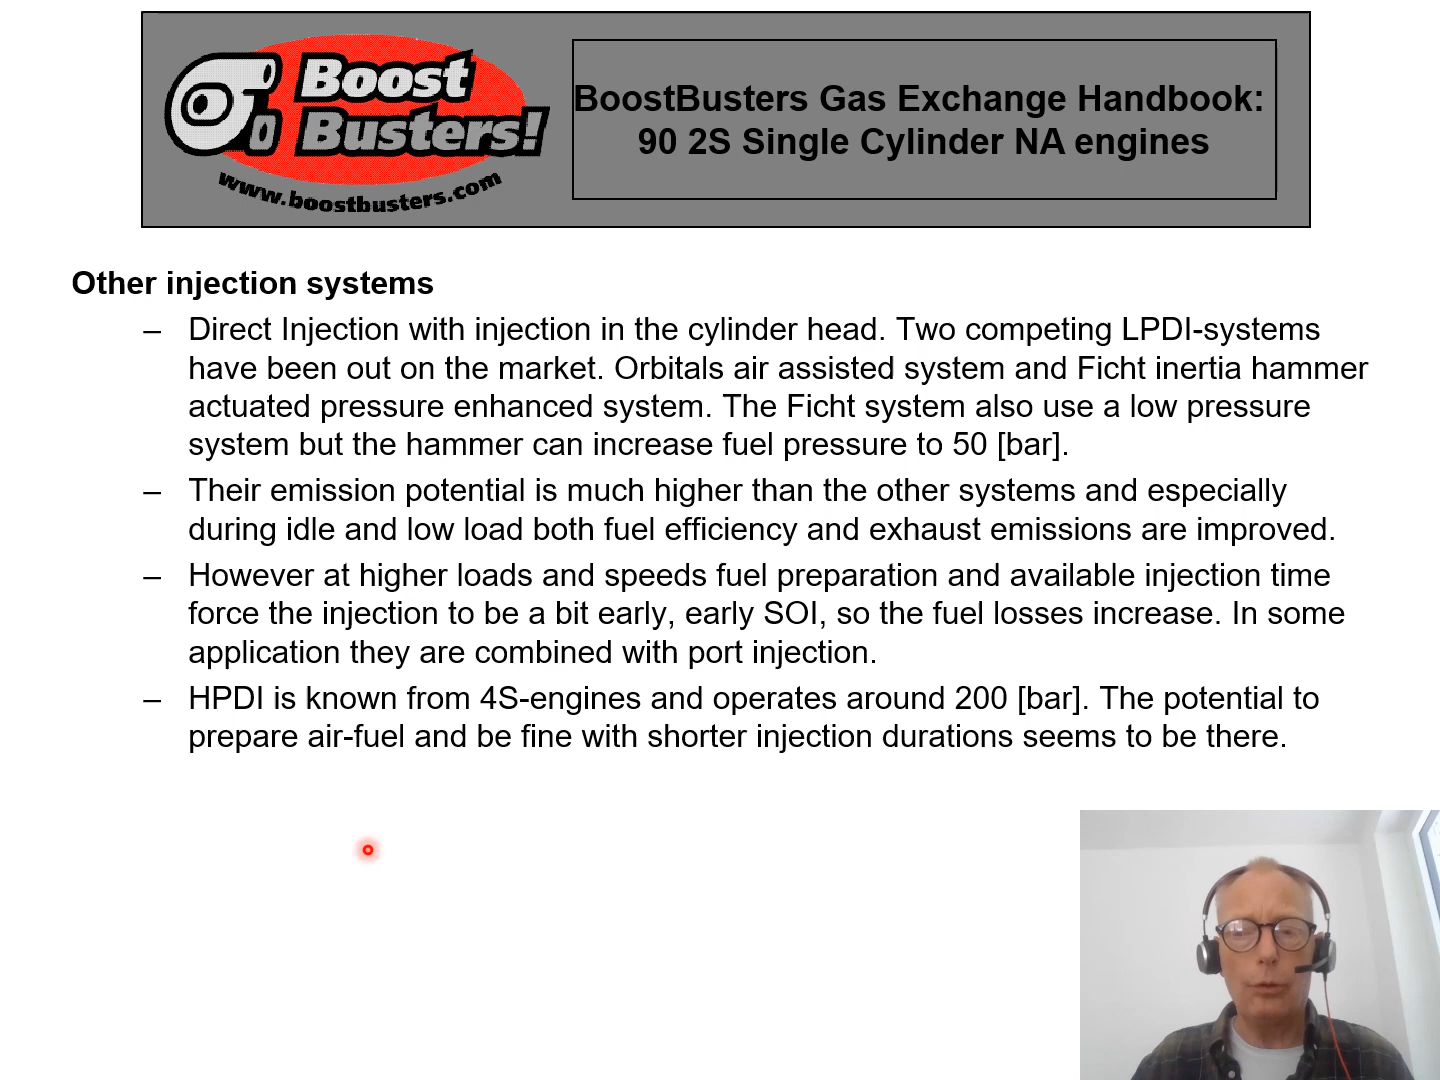 Boost
Busters!
www.boostbusters.com
BoostBusters Gas Exchange Handbook:
90 2S Single Cylinder NA engines
Other injection systems
– Direct Injection with injection in the cylinder head. Two competing LPDI-systems
have been out on the market. Orbitals air assisted system and Ficht inertia hammer
actuated pressure enhanced system. The Ficht system also use a low pressure
system but the hammer can increase fuel pressure to 50 [bar].
– Their emission potential is much higher than the other systems and especially
during idle and low load both fuel efficiency and exhaust emissions are improved.
– However at higher loads and speeds fuel preparation and available injection time
force the injection to be a bit early, early SOI, so the fuel losses increase. In some
application they are combined with port injection.
– HPDI is known from 4S-engines and operates around 200 [bar]. The potential to
prepare air-fuel and be fine with shorter injection durations seems to be there.